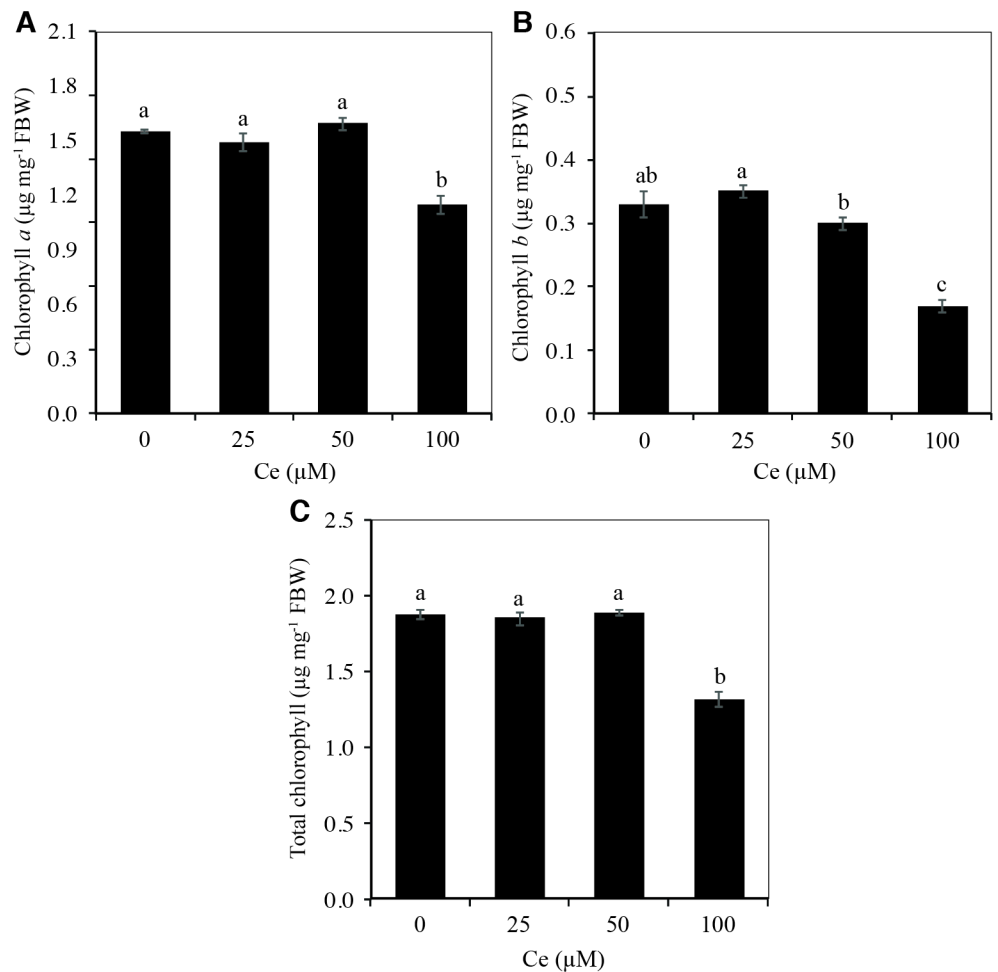 A
Chlorophyll a (µg mg-1 FBW)
2.1
1.8
1.5
1.2
0.9
0.6
0.3
0.0
a
a
a
b
0 25 50 100
Ce (µM)
B
Chlorophyll b (µg mg-1 FBW)
0.6
0.5
0.4
0.3
0.2
0.1
0.0
ab
a
b
c
0 25 50 100
Ce (µM)
C
Total chlorophyll (µg mg-1 FBW)
2.5
2.0
1.5
1.0
0.5
0.0
a
a
a
b
0 25 50 100
Ce (µM)